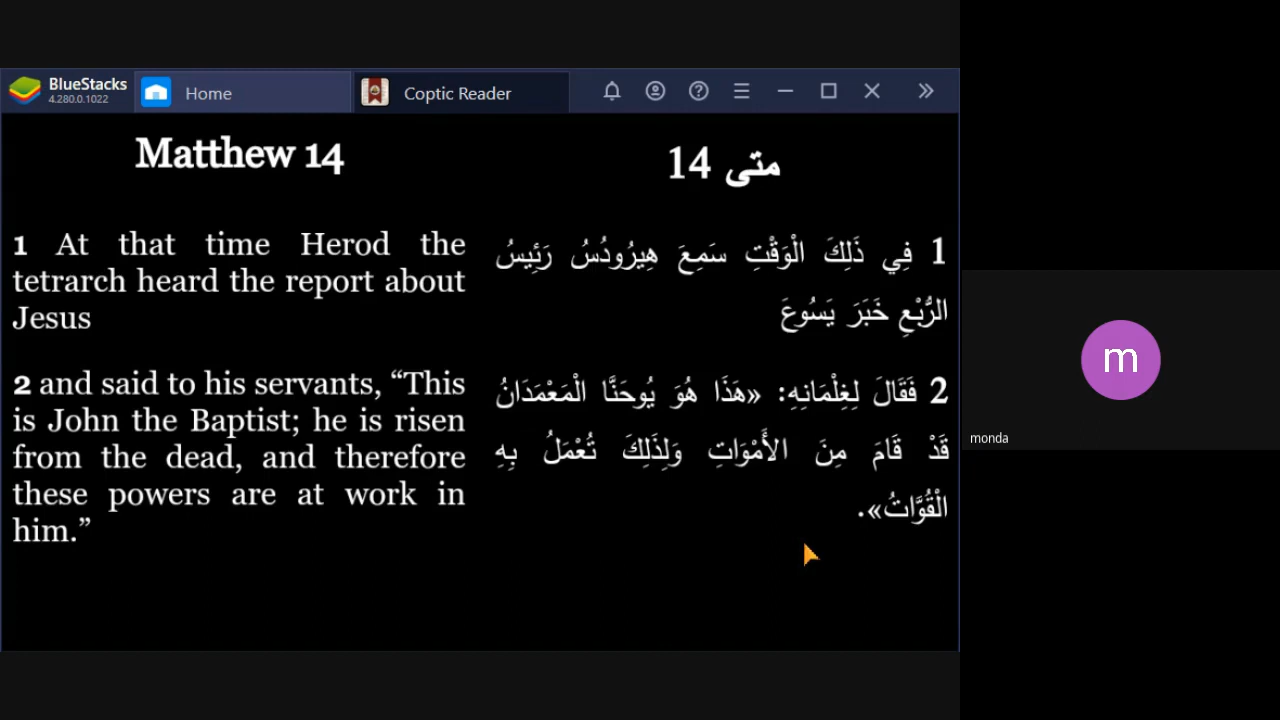 BlueStacks
4.280.0.1022
Home
Coptic Reader
Matthew 14
1 At that time Herod the
tetrarch heard the report about
Jesus
2 and said to his servants, “This
is John the Baptist; he is risen
from the dead, and therefore
these powers are at work in
him.”
متى 14
1 فِي ذَلِكَ الْوَقْتِ سَمِعَ هِيرُودُسُ رَئِيسُ
الرُّبْعِ خَبَرَ يَسُوعَ
2 فَقَالَ لِغِلْمَانِهِ: «هَذَا هُوَ يُوحَنَّا الْمَعْمَدَانُ
قَدْ قَامَ مِنَ الأَمْوَاتِ وَلِذَلِكَ تُعْمَلُ بِهِ
الْقُوَّاتُ».
m
monda